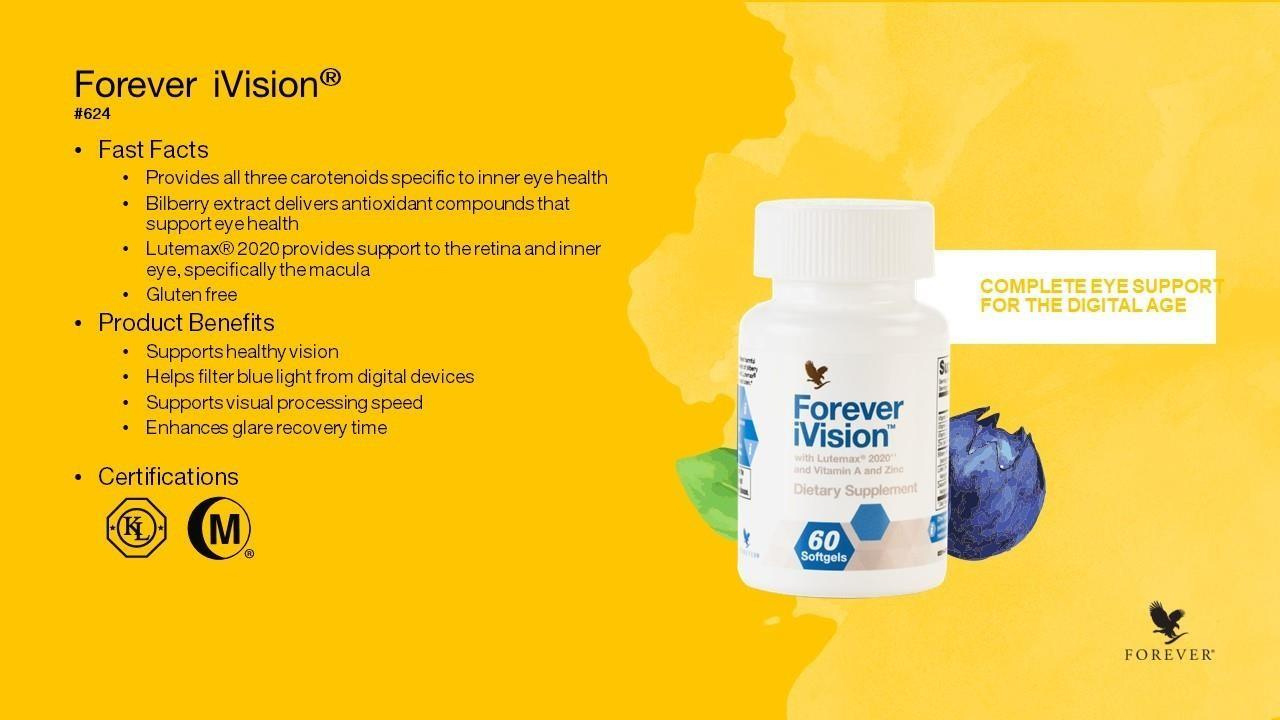 Forever iVision®
#624
• Fast Facts
• Provides all three carotenoids specific to inner eye health
• Bilberry extract delivers antioxidant compounds that
support eye health
• Lutemax® 2020 provides support to the retina and inner
eye, specifically the macula
• Gluten free
• Product Benefits
• Supports healthy vision
• Helps filter blue light from digital devices
• Supports visual processing speed
• Enhances glare recovery time
• Certifications
KL
M®
COMPLETE EYE SUPPORT
FOR THE DIGITAL AGE
Forever
iVision™
with Lutemax® 2020™
and Vitamin A and Zinc
Dietary Supplement
60
Softgels
FOREVER®